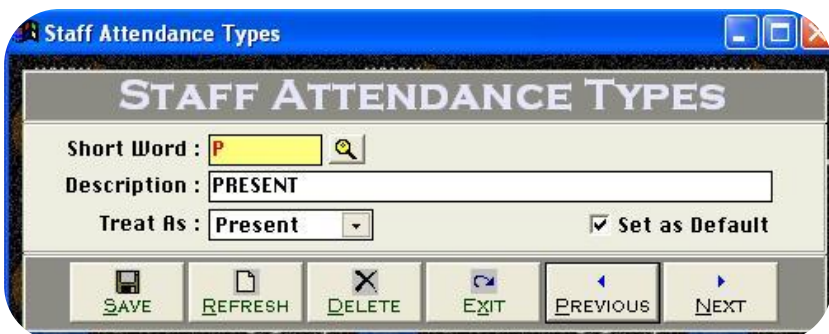 Staff Attendance Types
STAFF ATTENDANCE TYPES
Short Word : P
Description : PRESENT
Treat As : Present Set as Default
SAVE REFRESH DELETE EXIT PREVIOUS NEXT